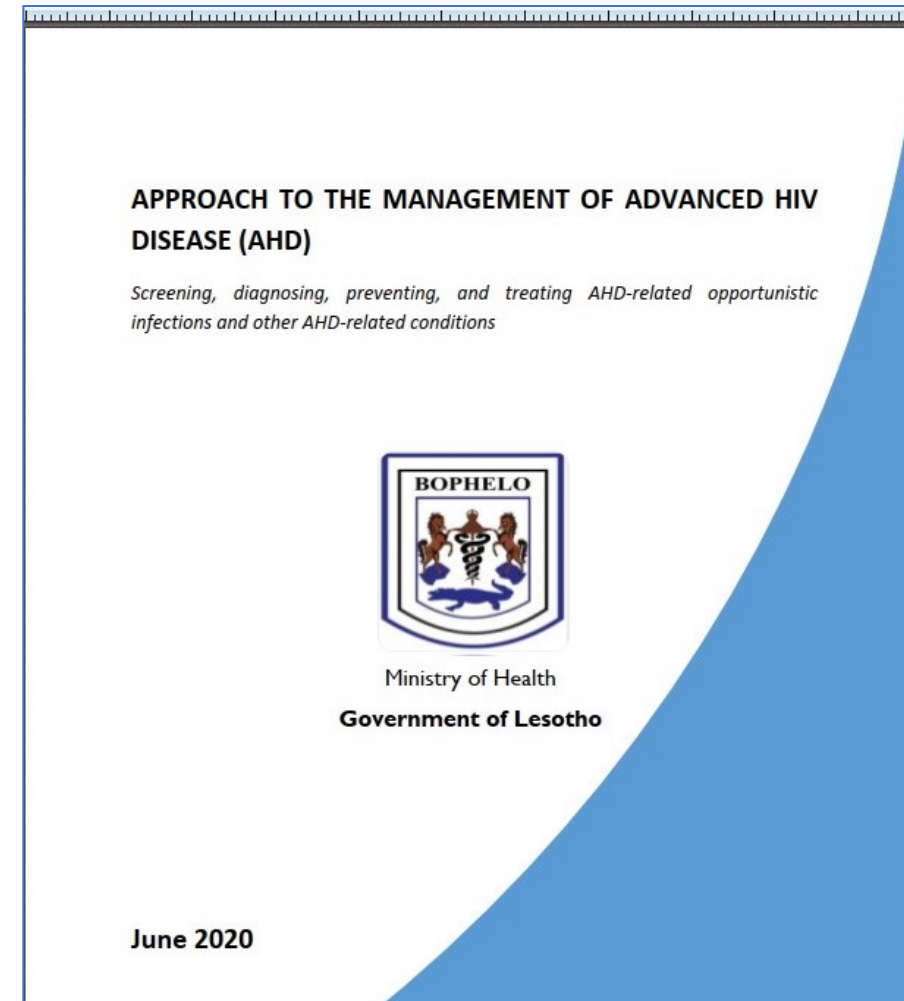 APPROACH TO THE MANAGEMENT OF ADVANCED HIV
DISEASE (AHD)
Screening, diagnosing, preventing, and treating AHD-related opportunistic
infections and other AHD-related conditions
BOPHELO
Ministry of Health
Government of Lesotho
June 2020